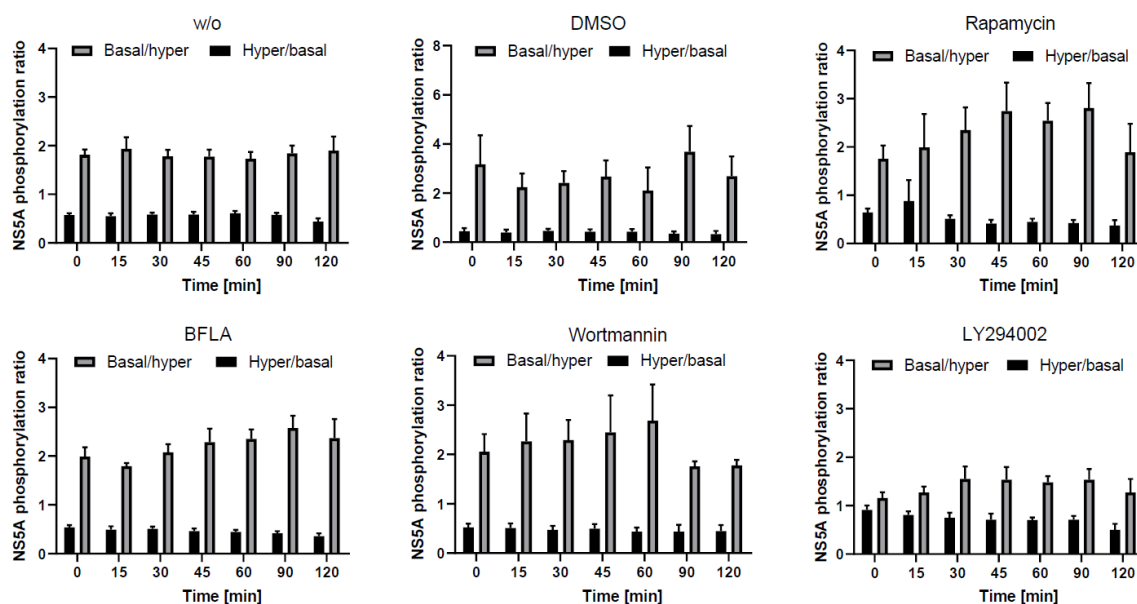 w/o
Basal/hyper Hyper/basal
NS5A phosphorylation ratio
4
3
2
1
0
0 15 30 45 60 90 120
Time [min]
DMSO
Basal/hyper Hyper/basal
NS5A phosphorylation ratio
8
6
4
2
0
0 15 30 45 60 90 120
Time [min]
Rapamycin
Basal/hyper Hyper/basal
NS5A phosphorylation ratio
4
3
2
1
0
0 15 30 45 60 90 120
Time [min]
BFLA
Basal/hyper Hyper/basal
NS5A phosphorylation ratio
4
3
2
1
0
0 15 30 45 60 90 120
Time [min]
Wortmannin
Basal/hyper Hyper/basal
NS5A phosphorylation ratio
4
3
2
1
0
0 15 30 45 60 90 120
Time [min]
LY294002
Hyper/basal Basal/hyper
NS5A phosphorylation ratio
4
3
2
1
0
0 15 30 45 60 90 120
Time [min]